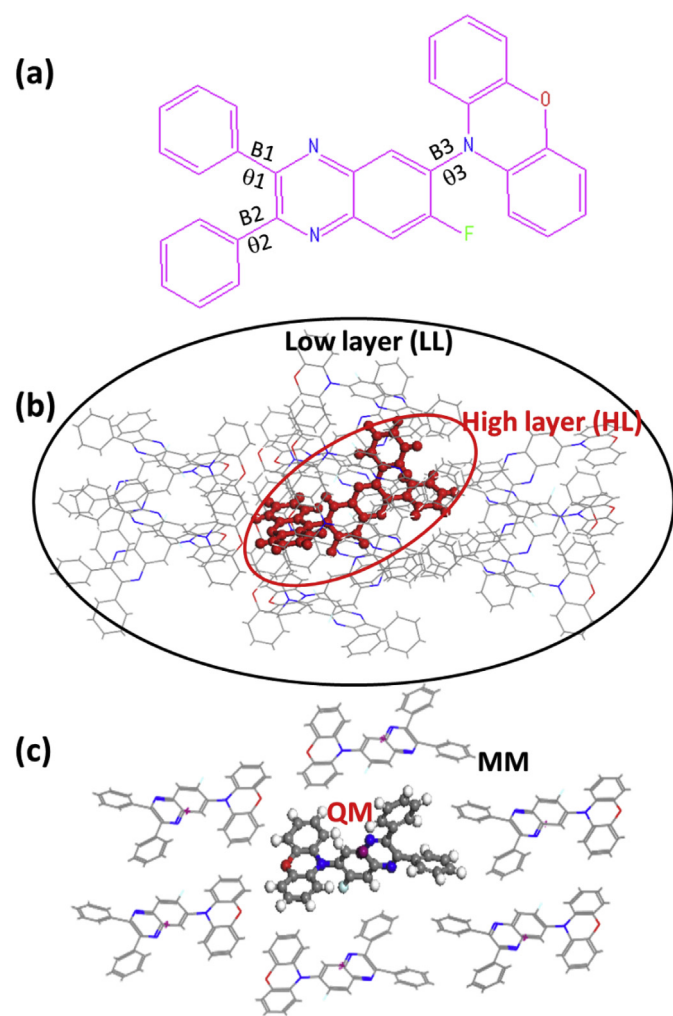 (a)
O
N
B3
θ3
B1
N
θ1
B2
N
θ2
F
Low layer (LL)
(b)
High layer (HL)
(c)
MM
QM